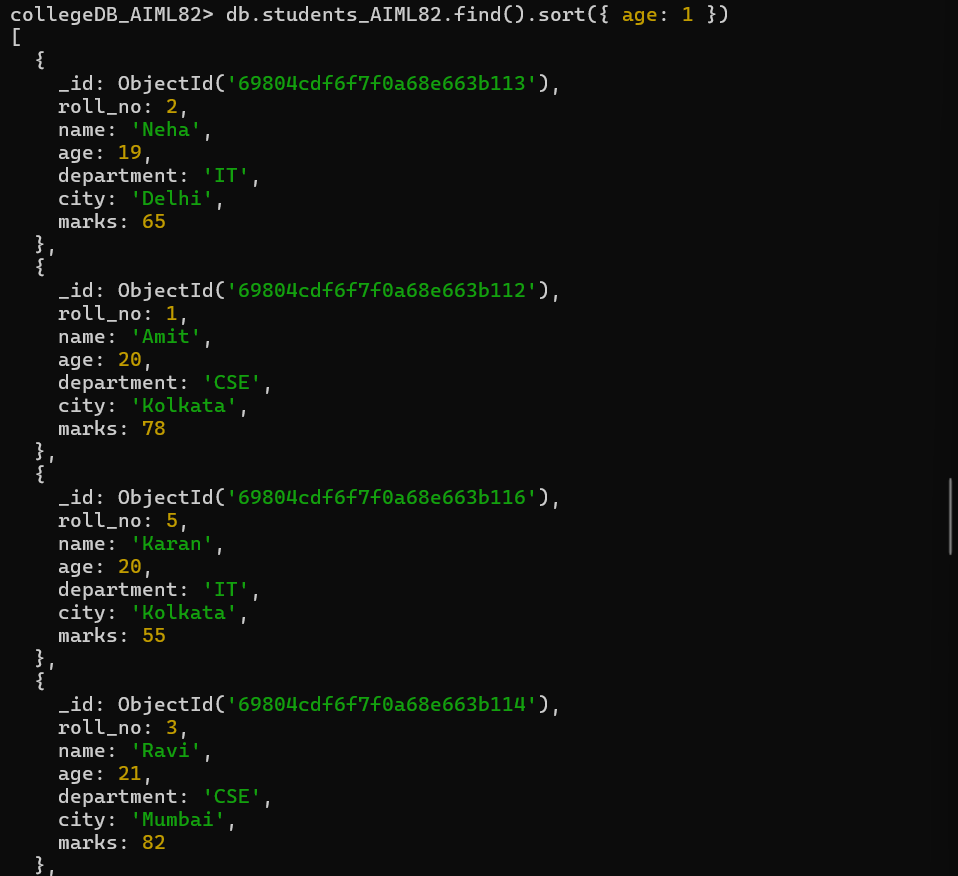 collegeDB_AIML82> db.students_AIML82.find().sort({ age: 1 })
[
  {
    _id: ObjectId('69804cdf6f7f0a68e663b113'),
    roll_no: 2,
    name: 'Neha',
    age: 19,
    department: 'IT',
    city: 'Delhi',
    marks: 65
  },
  {
    _id: ObjectId('69804cdf6f7f0a68e663b112'),
    roll_no: 1,
    name: 'Amit',
    age: 20,
    department: 'CSE',
    city: 'Kolkata',
    marks: 78
  },
  {
    _id: ObjectId('69804cdf6f7f0a68e663b116'),
    roll_no: 5,
    name: 'Karan',
    age: 20,
    department: 'IT',
    city: 'Kolkata',
    marks: 55
  },
  {
    _id: ObjectId('69804cdf6f7f0a68e663b114'),
    roll_no: 3,
    name: 'Ravi',
    age: 21,
    department: 'CSE',
    city: 'Mumbai',
    marks: 82
  },